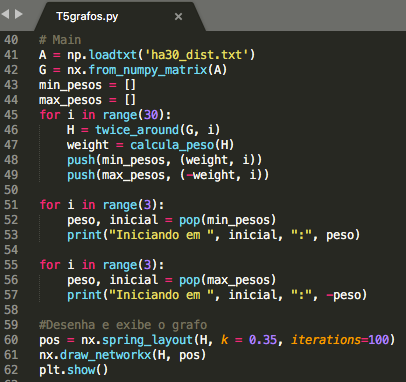 T5grafos.py ×
40 # Main
41 A = np.loadtxt('ha30_dist.txt')
42 G = nx.from_numpy_matrix(A)
43 min_pesos = []
44 max_pesos = []
45 for i in range(30):
46     H = twice_around(G, i)
47     weight = calcula_peso(H)
48     push(min_pesos, (weight, i))
49     push(max_pesos, (-weight, i))
50
51 for i in range(3):
52     peso, inicial = pop(min_pesos)
53     print("Iniciando em ", inicial, ":", peso)
54
55 for i in range(3):
56     peso, inicial = pop(max_pesos)
57     print("Iniciando em ", inicial, ":", -peso)
58
59 #Desenha e exibe o grafo
60 pos = nx.spring_layout(H, k = 0.35, iterations=100)
61 nx.draw_networkx(H, pos)
62 plt.show()